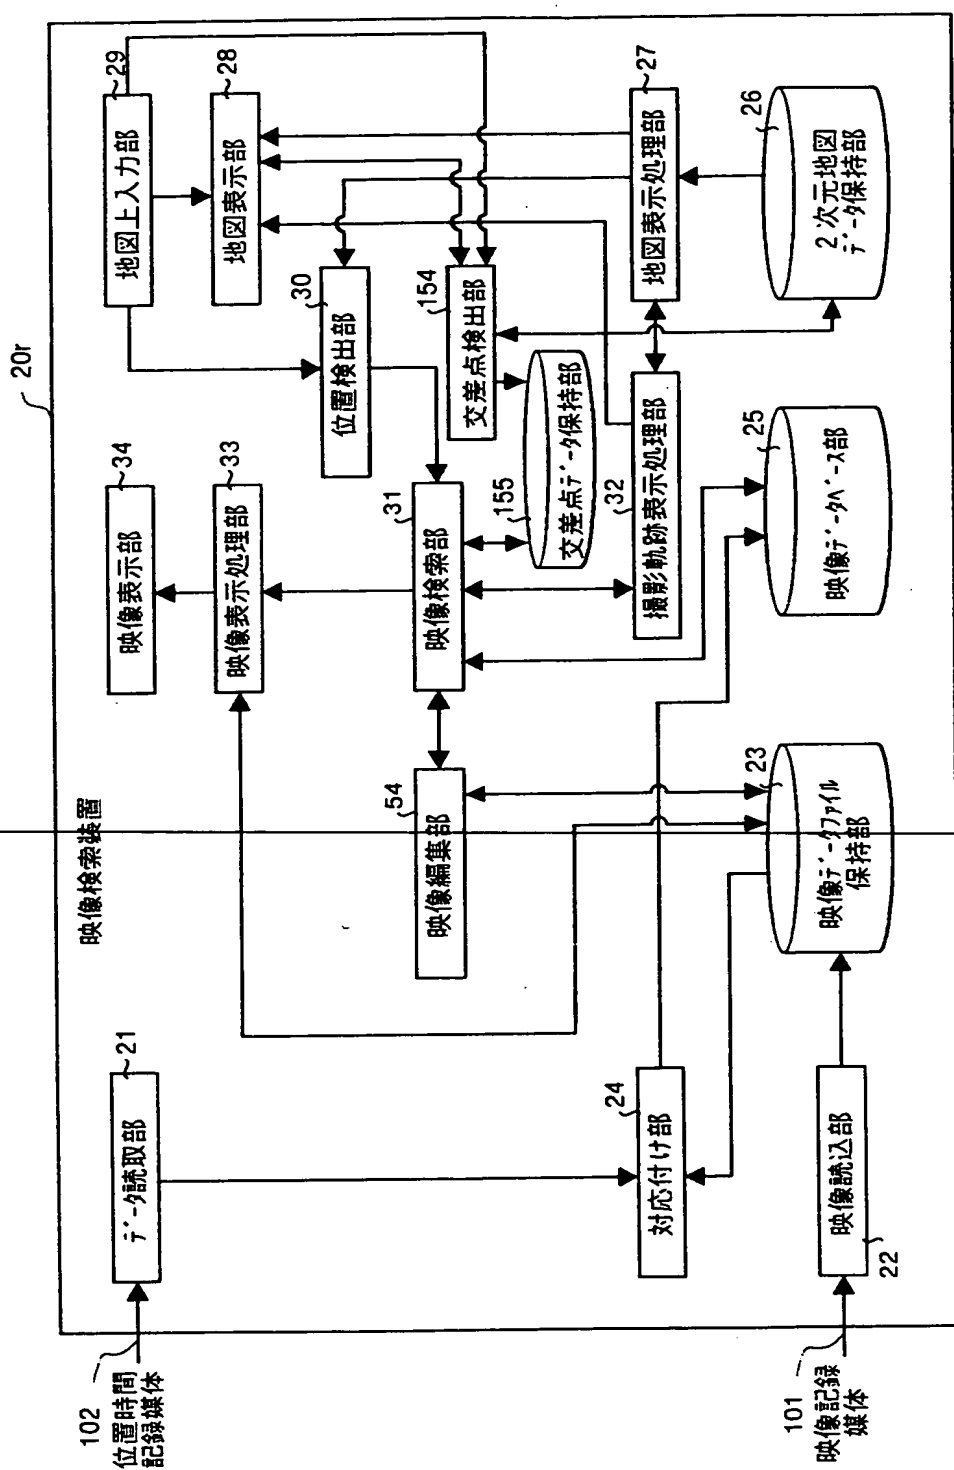 20r
映像検索装置
102
位置時間
記録媒体
データ読取部
21
映像表示部
34
地図上入力部
29
映像表示処理部
33
地図表示部
28
位置検出部
30
映像編集部
54
映像検索部
31
交差点検出部
154
交差点データ保持部
155
対応付け部
24
撮影軌跡表示処理部
32
地図表示処理部
27
101
映像記録
媒体
映像読込部
22
映像データファイル
保持部
23
映像データベース部
25
2次元地図
データ保持部
26